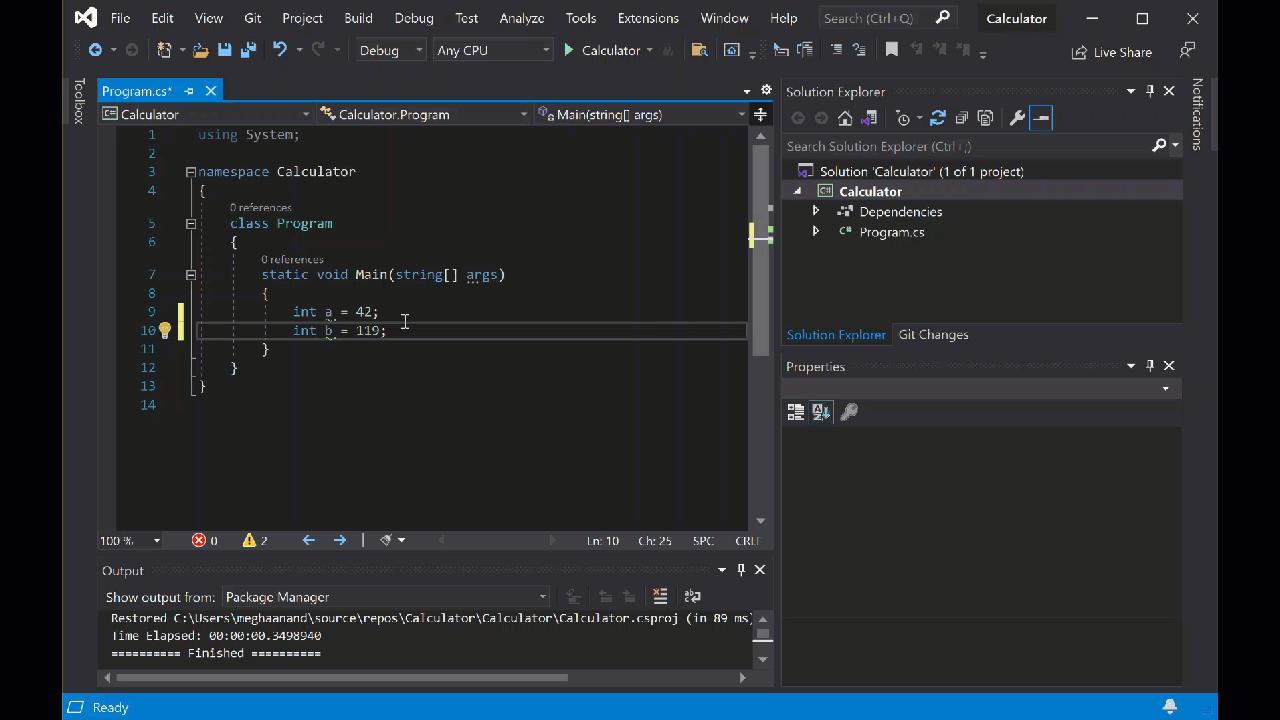 File Edit View Git Project Build Debug Test Analyze Tools Extensions Window Help Search (Ctrl+Q) Calculator
Debug Any CPU Calculator Live Share
Toolbox
Program.cs*
Calculator Calculator.Program Main(string[] args)
1 using System;
2
3 namespace Calculator
4 {
0 references
5 class Program
6 {
0 references
7 static void Main(string[] args)
8 {
9 int a = 42;
10 int b = 119;
11 }
12 }
13 }
14
100 % 0 2 Ln: 10 Ch: 25 SPC CRLF
Output
Show output from: Package Manager
Restored C:\Users\meghaanand\source\repos\Calculator\Calculator\Calculator.csproj (in 89 ms)
Time Elapsed: 00:00:00.3498940
========== Finished ==========
Solution Explorer
Search Solution Explorer (Ctrl+;)
Solution 'Calculator' (1 of 1 project)
Calculator
Dependencies
C# Program.cs
Solution Explorer Git Changes
Properties
Notifications
Ready